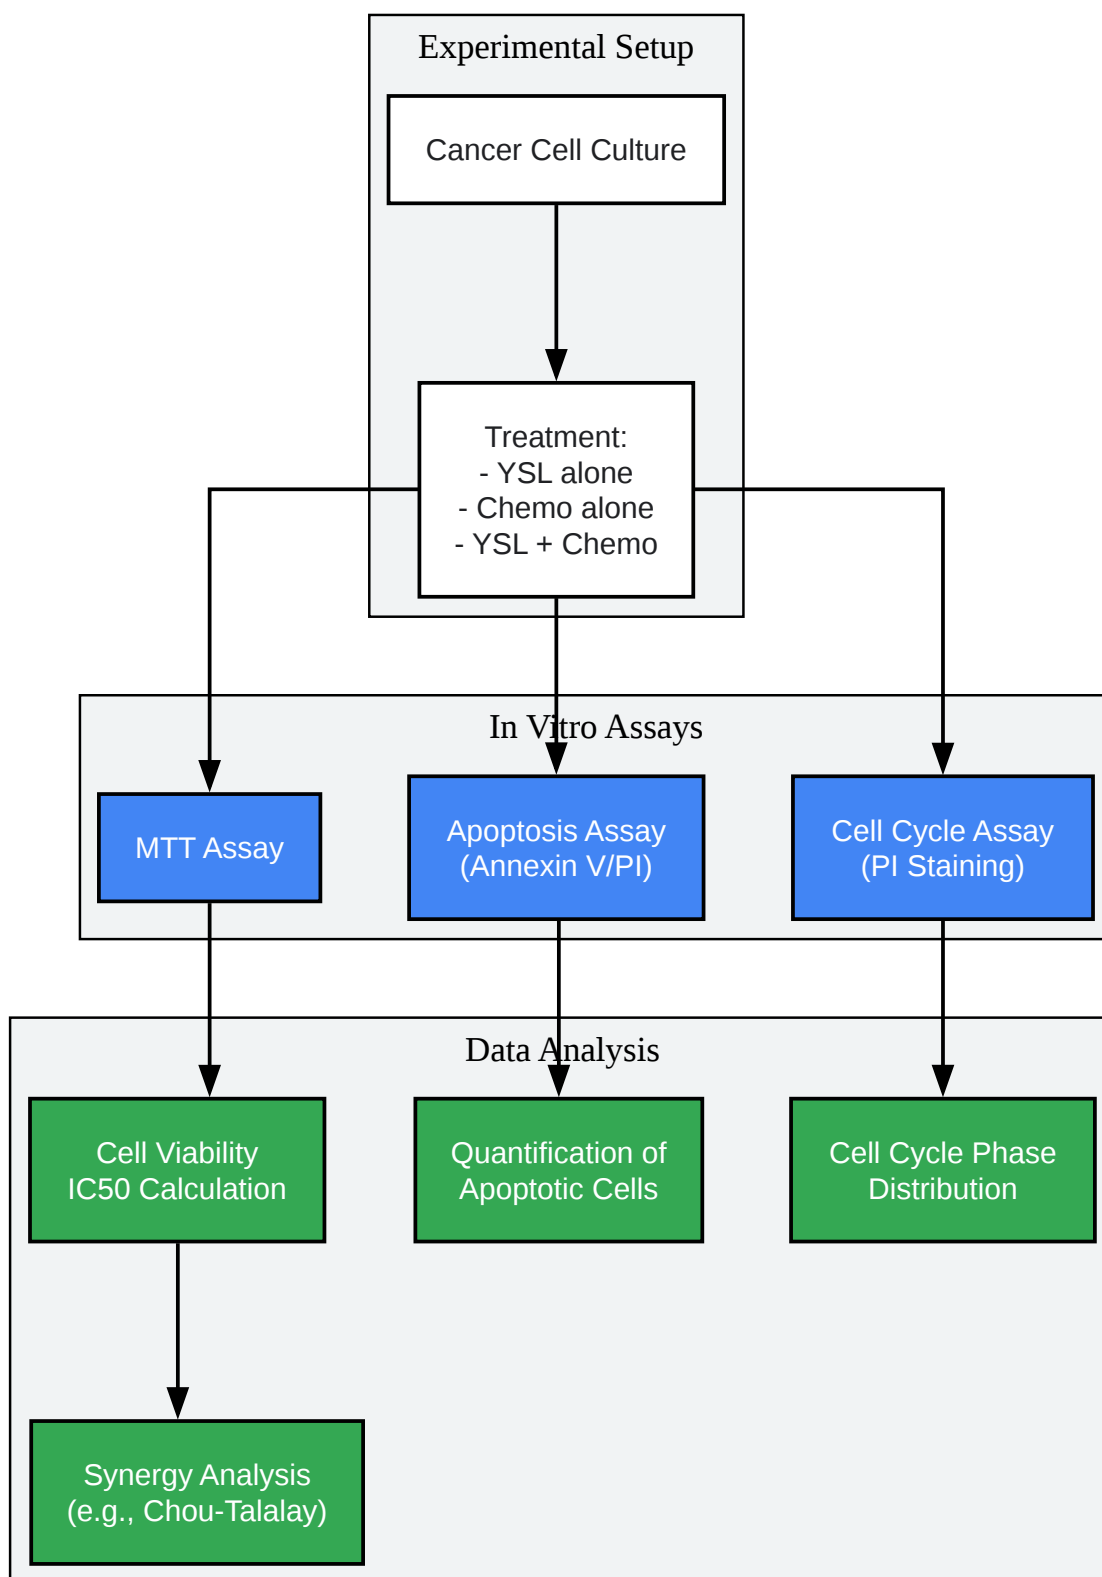 Experimental Setup
Cancer Cell Culture
Treatment:
- YSL alone
- Chemo alone
- YSL + Chemo
In Vitro Assays
MTT Assay
Apoptosis Assay
(Annexin V/PI)
Cell Cycle Assay
(PI Staining)
Data Analysis
Cell Viability
IC50 Calculation
Quantification of
Apoptotic Cells
Cell Cycle Phase
Distribution
Synergy Analysis
(e.g., Chou-Talalay)